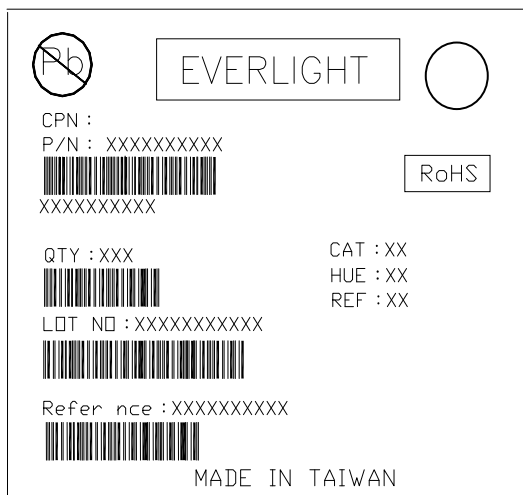 Pb
EVERLIGHT
CPN :
P/N : XXXXXXXXXX
RoHS
XXXXXXXXXX
QTY : XXX
CAT : XX
HUE : XX
REF : XX
LOT NO : XXXXXXXXXXX
Refer nce : XXXXXXXXXX
MADE IN TAIWAN